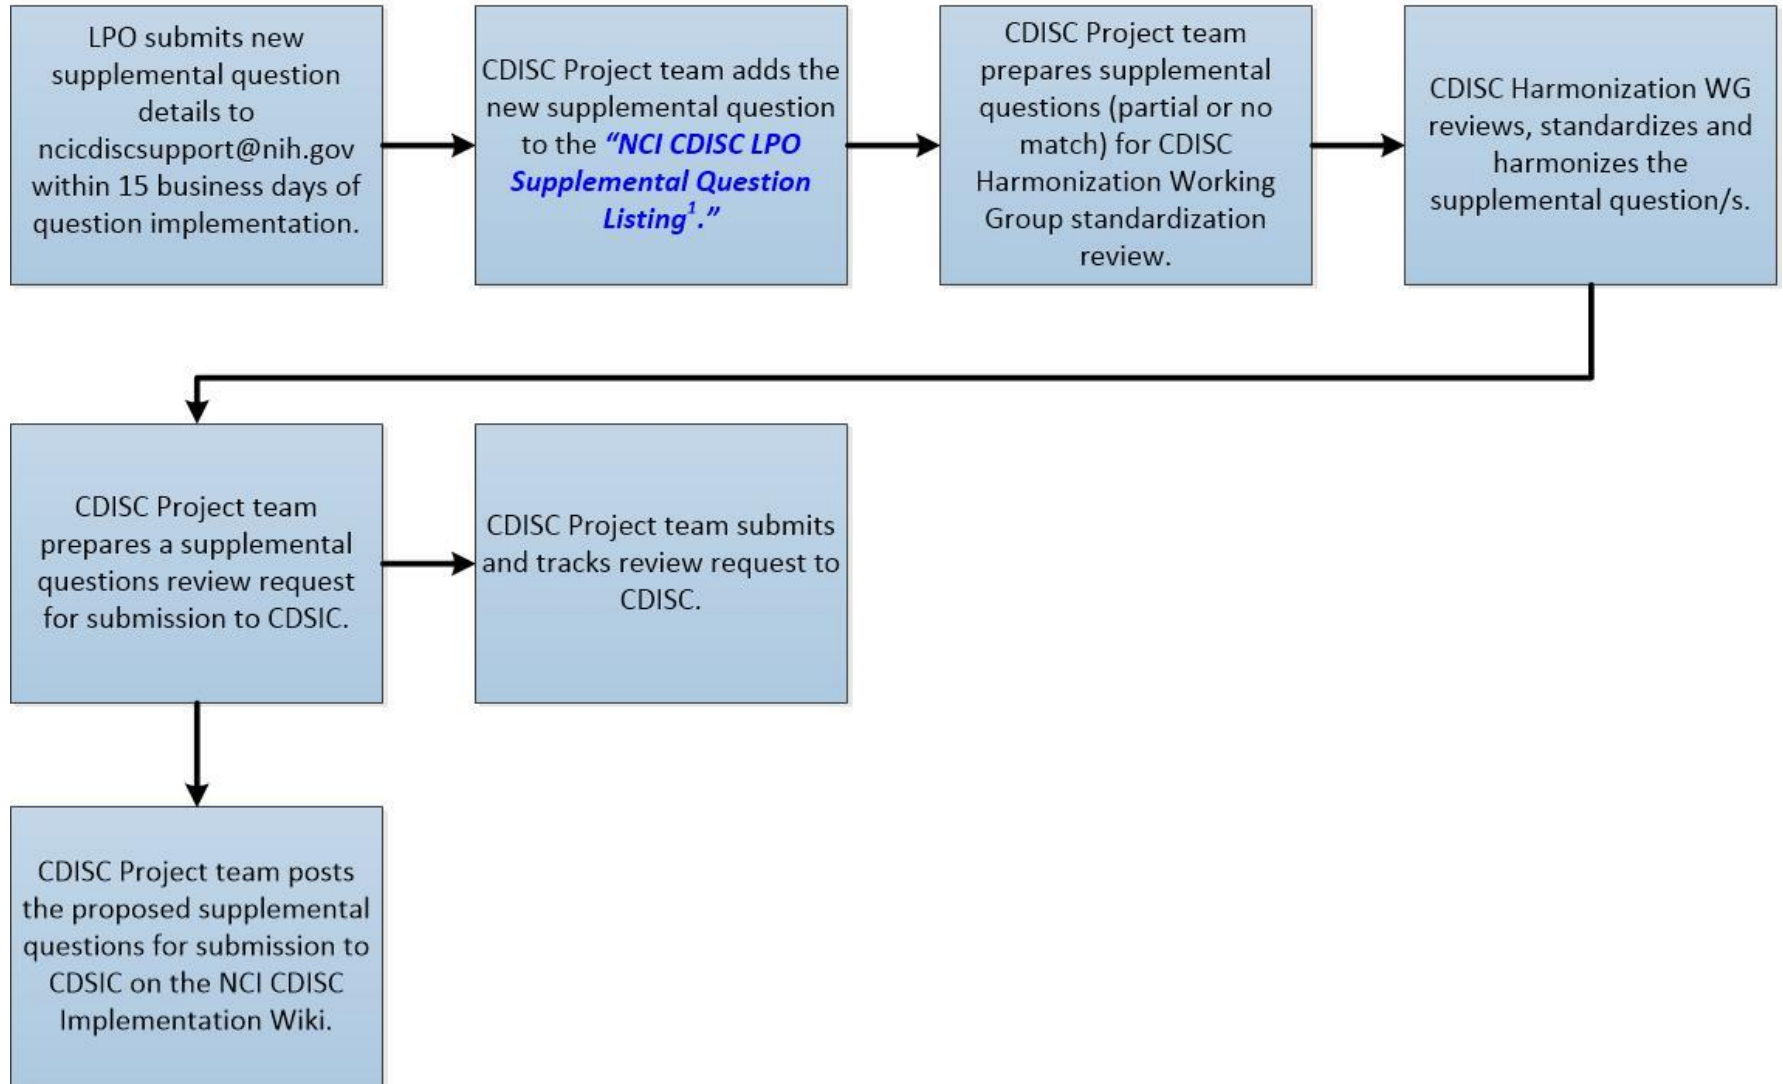 LPO submits new
supplemental question
details to
ncicdiscsupport@nih.gov
within 15 business days of
question implementation.
CDISC Project team adds the
new supplemental question
to the “NCI CDISC LPO
Supplemental Question
Listing¹.”
CDISC Project team
prepares supplemental
questions (partial or no
match) for CDISC
Harmonization Working
Group standardization
review.
CDISC Harmonization WG
reviews, standardizes and
harmonizes the
supplemental question/s.
CDISC Project team
prepares a supplemental
questions review request
for submission to CDSIC.
CDISC Project team submits
and tracks review request to
CDISC.
CDISC Project team posts
the proposed supplemental
questions for submission to
CDSIC on the NCI CDISC
Implementation Wiki.